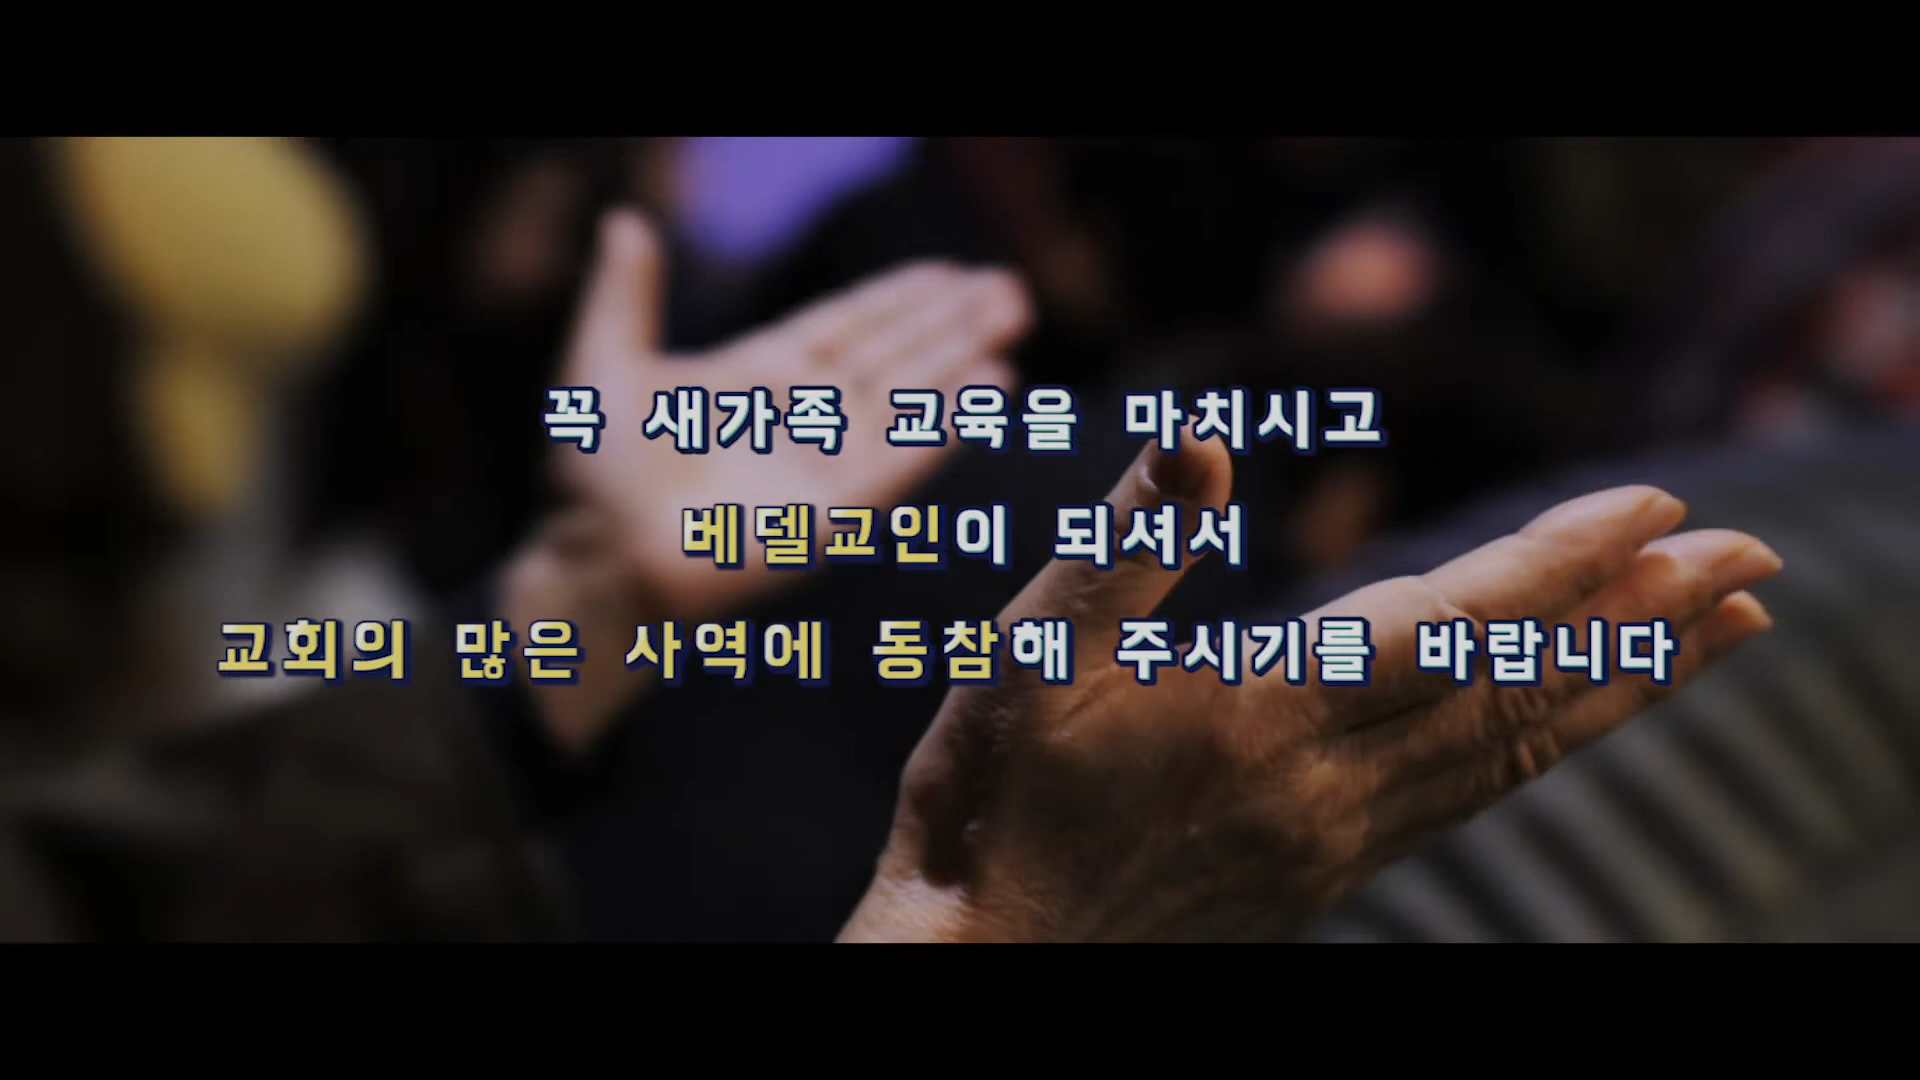 꼭 새가족 교육을 마치시고
베델교인이 되셔서
교회의 많은 사역에 동참해 주시기를 바랍니다